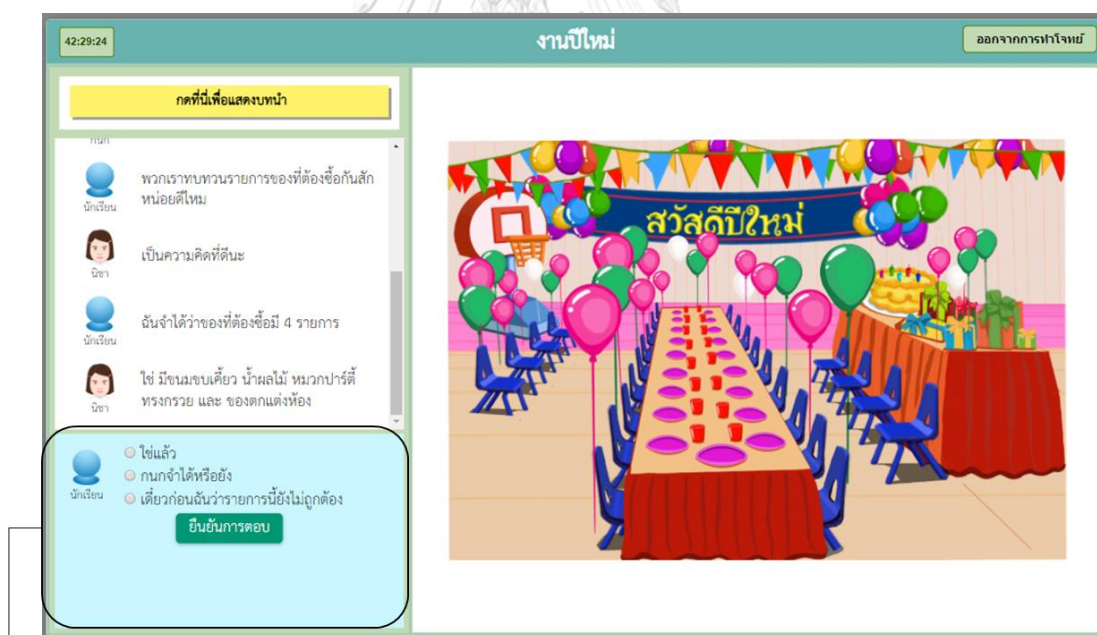 42:29:24
งานปีใหม่
ออกจากการทำโจทย์
กดที่นี่เพื่อแสดงบทนำ
กนก
พวกเราทบทวนรายการของที่ต้องซื้อกันสัก
หน่อยดีไหม
นักเรียน
เป็นความคิดที่ดีนะ
นิชา
ฉันจำได้ว่าของที่ต้องซื้อมี 4 รายการ
นักเรียน
ใช่ มีขนมขบเคี้ยว น้ำผลไม้ หมวกปาร์ตี้
ทรงกรวย และ ของตกแต่งห้อง
นิชา
ใช่แล้ว
กนกจำได้หรือยัง
เดี่ยวก่อนฉันว่ารายการนี้ยังไม่ถูกต้อง
นักเรียน
ยืนยันการตอบ
สวัสดีปีใหม่